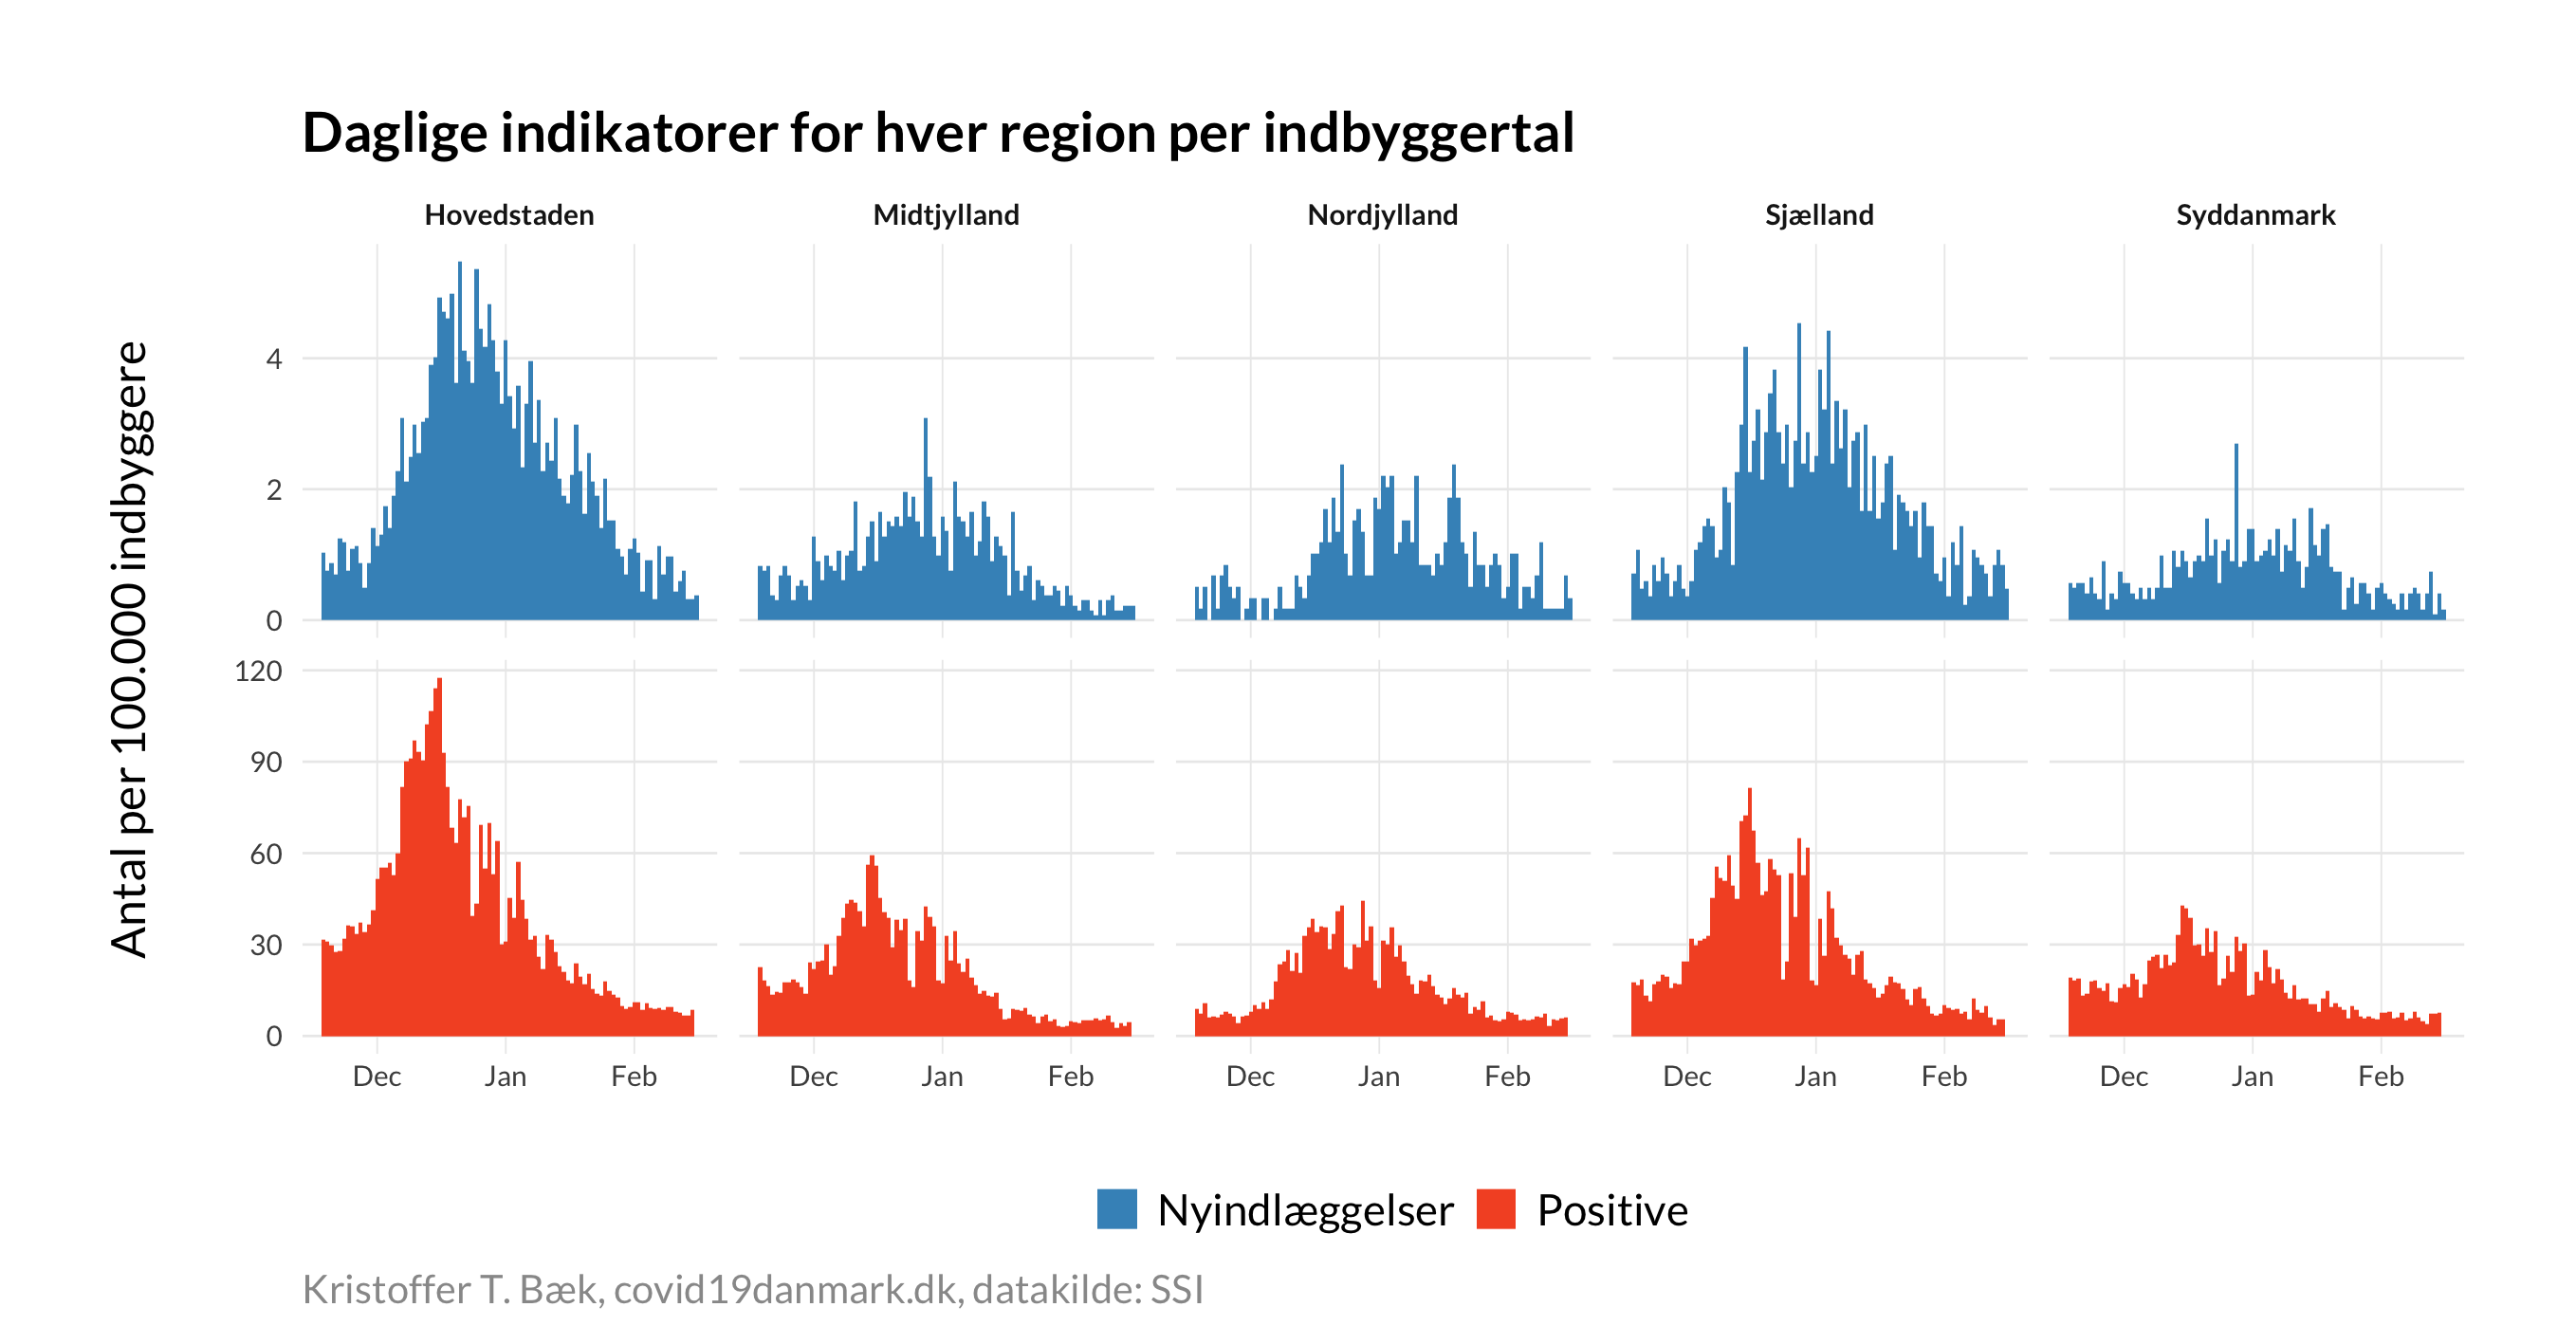 Daglige indikatorer for hver region per indbyggertal
Hovedstaden Midtjylland Nordjylland Sjælland Syddanmark
Antal per 100.000 indbyggere
4
2
0
120
90
60
30
0
Dec Jan Feb Dec Jan Feb Dec Jan Feb Dec Jan Feb Dec Jan Feb
Nyindlæggelser Positive
Kristoffer T. Bæk, covid19danmark.dk, datakilde: SSI